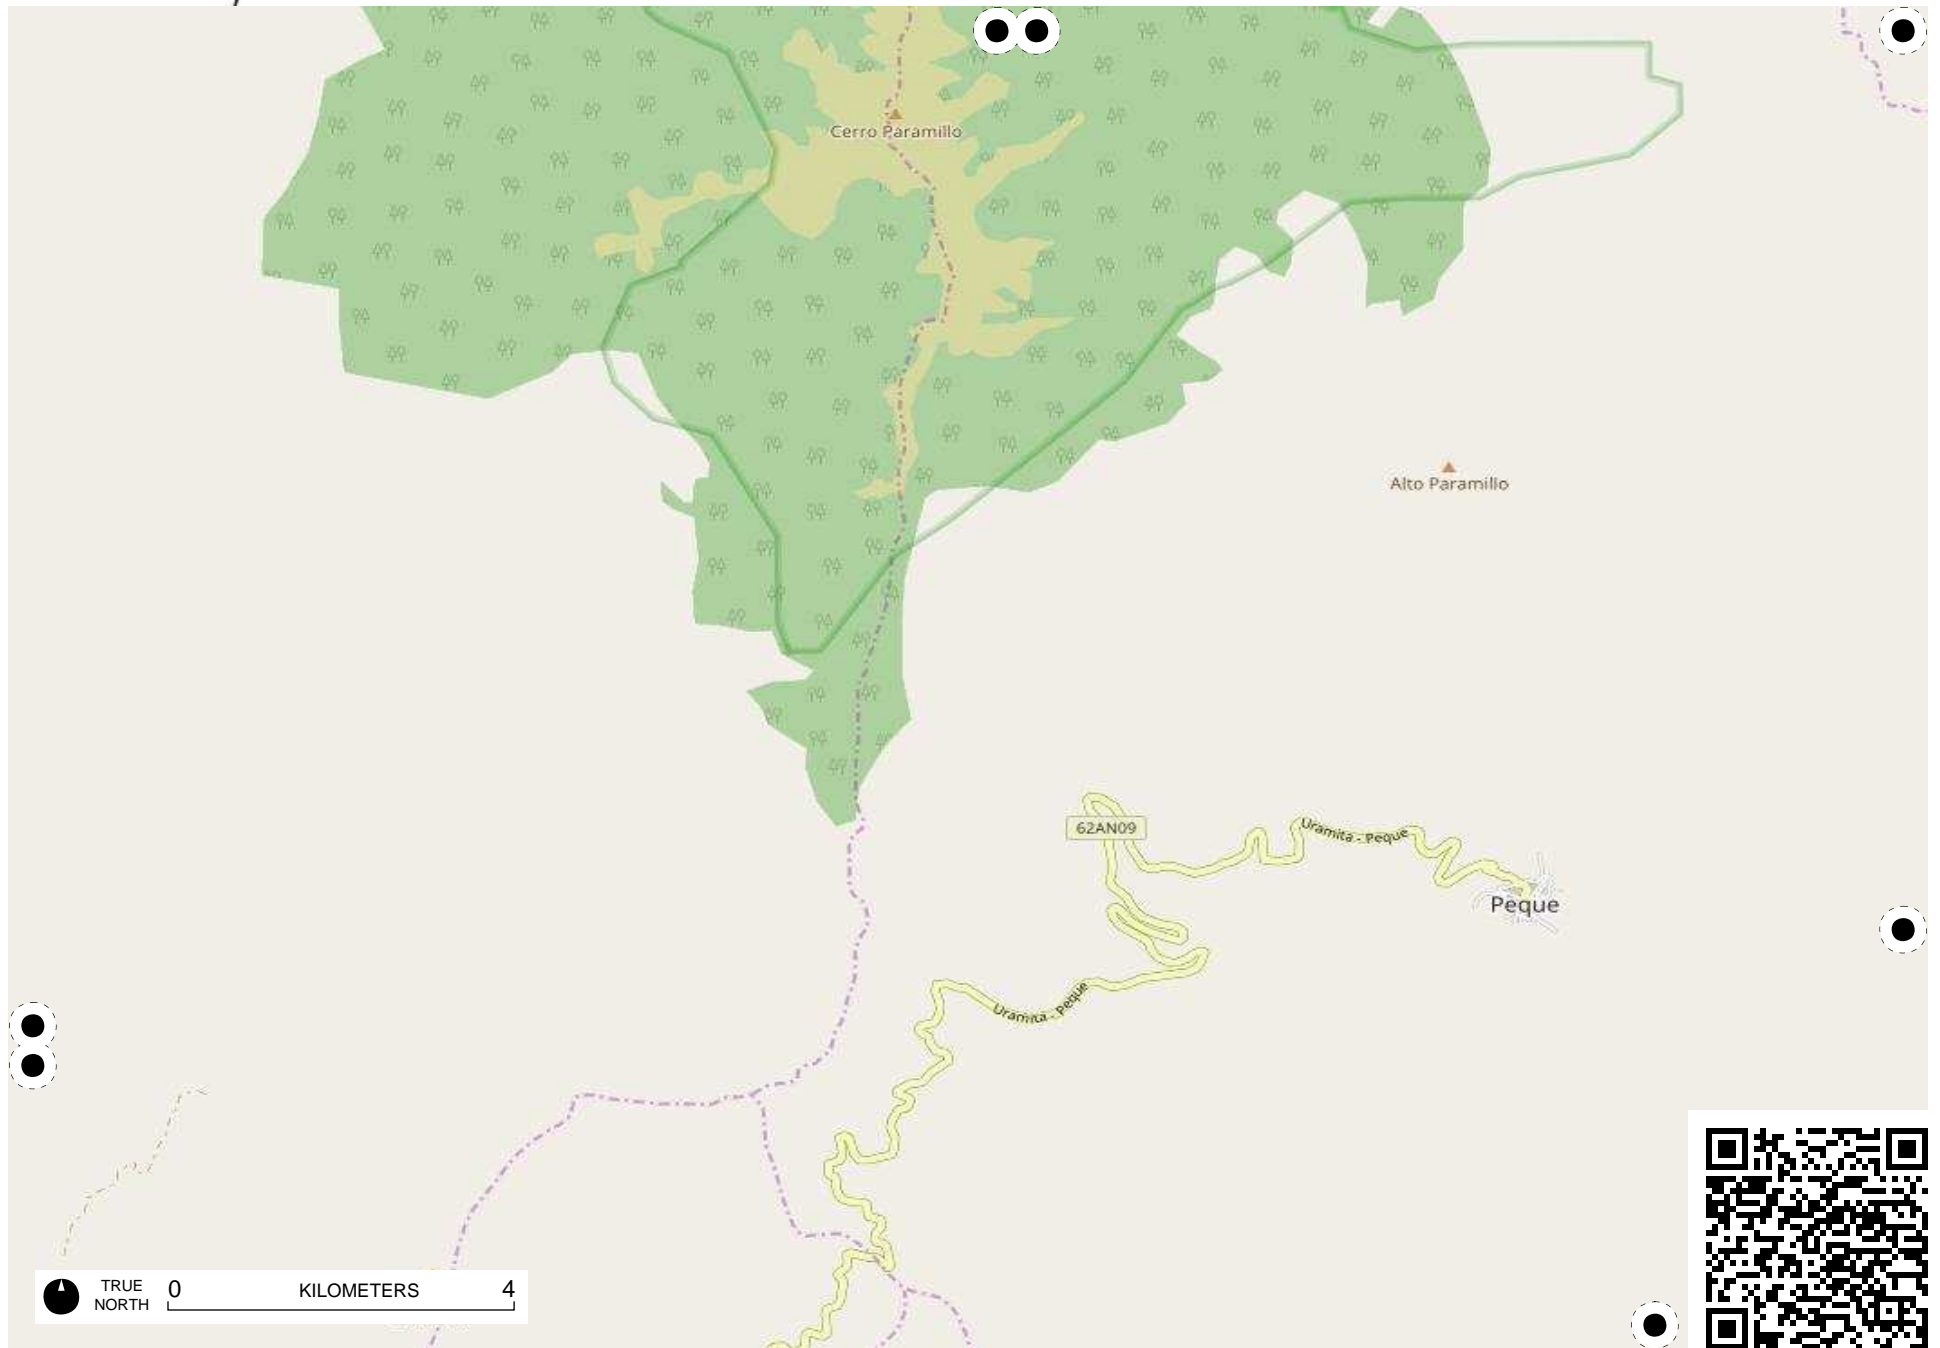 Cerro Paramillo
Alto Paramillo
62AN09
Uramita - Peque
Peque
Uramita - Peque
TRUE
NORTH
0 KILOMETERS 4